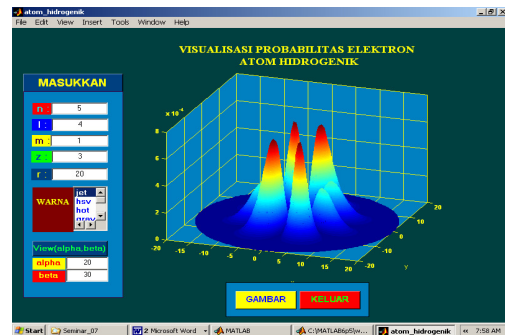 atom_hidrogenik
File Edit View Insert Tools Window Help
VISUALISASI PROBABILITAS ELEKTRON
ATOM HIDROGENIK
MASUKKAN
n : 5
l : 4
m : 1
z : 3
r : 20
WARNA
jet
hsv
hot
gray
View(alpha,beta)
alpha 20
beta 30
x 10⁻⁴
8
6
4
2
0
-20 -15 -10 -5 0 5 10 15 20
-20 -10 0 10 20
Y
GAMBAR KELUAR
Start Seminar_07 2 Microsoft Word MATLAB C:\MATLAB6p5\w... atom_hidrogenik « 7:58 AM